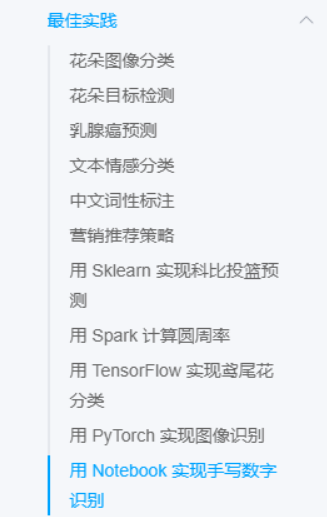 最佳实践
花朵图像分类
花朵目标检测
乳腺癌预测
文本情感分类
中文词性标注
营销推荐策略
用 Sklearn 实现科比投篮预
测
用 Spark 计算圆周率
用 TensorFlow 实现鸢尾花
分类
用 PyTorch 实现图像识别
用 Notebook 实现手写数字
识别